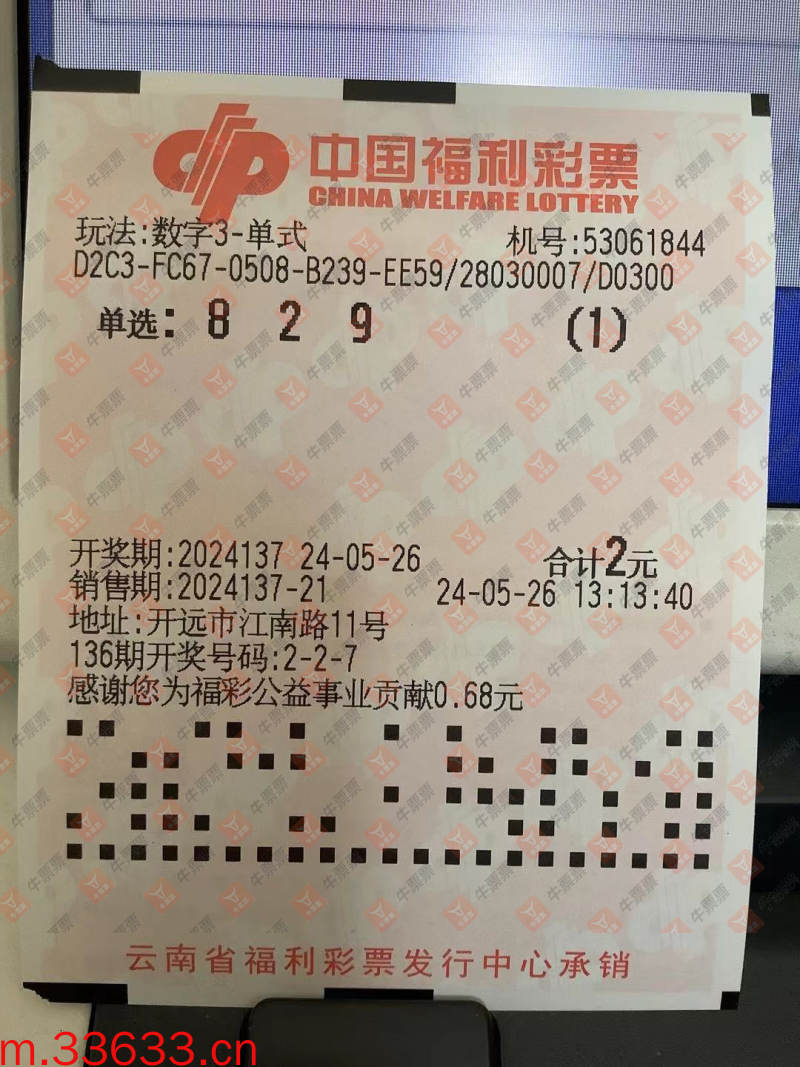 中国福利彩票
CHINA WELFARE LOTTERY
玩法:数字3-单式 机号:53061844
D2C3-FC67-0508-B239-EE59/28030007/D0300
单选: 8 2 9 (1)
开奖期:2024137 24-05-26 合计2元
销售期:2024137-21 24-05-26 13:13:40
地址:开远市江南路11号
136期开奖号码:2-2-7
感谢您为福彩公益事业贡献0.68元
云南省福利彩票发行中心承销
m.33633.cn
牛票票